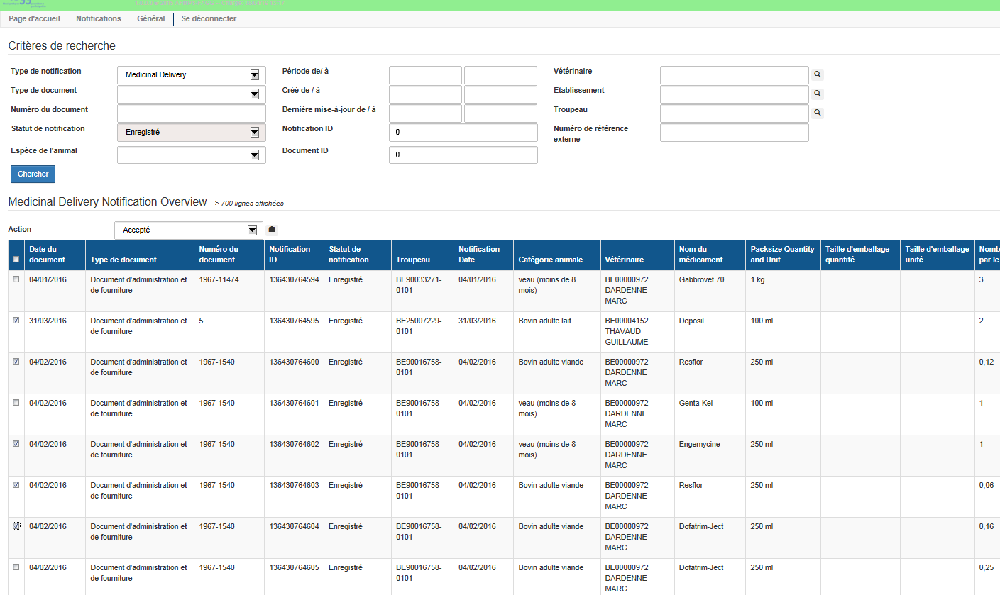 Page d'accueil Notifications Général Se déconnecter
Critères de recherche
Type de notification Medicinal Delivery Période de/ à Vétérinaire
Type de document Créé de / à Etablissement
Numéro du document Dernière mise-à-jour de / à Troupeau
Statut de notification Enregistré Notification ID 0 Numéro de référence
externe
Espèce de l'animal Document ID 0
Chercher
Medicinal Delivery Notification Overview --> 700 lignes affichées
Action Accepté
Date du Numéro du Notification Statut de Notification Nom du Packsize Quantity Taille d'emballage Taille d'emballage Nomb
document Type de document document ID notification Troupeau Date Catégorie animale Vétérinaire médicament and Unit quantité unité par le
04/01/2016 Document d'administration et 1967-11474 136430764594 Enregistré BE90033271- 04/01/2016 veau (moins de 8 BE00000972 Gabbrovet 70 1 kg 3
de fourniture 0101 mois) DARDENNE
MARC
31/03/2016 Document d'administration et 5 136430764595 Enregistré BE25007229- 31/03/2016 Bovin adulte lait BE00004152 Deposil 100 ml 2
de fourniture 0101 THAVAUD
GUILLAUME
04/02/2016 Document d'administration et 1967-1540 136430764600 Enregistré BE90016758- 04/02/2016 Bovin adulte viande BE00000972 Resflor 250 ml 0,12
de fourniture 0101 DARDENNE
MARC
04/02/2016 Document d'administration et 1967-1540 136430764601 Enregistré BE90016758- 04/02/2016 veau (moins de 8 BE00000972 Genta-Kel 100 ml 1
de fourniture 0101 mois) DARDENNE
MARC
04/02/2016 Document d'administration et 1967-1540 136430764602 Enregistré BE90016758- 04/02/2016 veau (moins de 8 BE00000972 Engemycine 250 ml 1
de fourniture 0101 mois) DARDENNE
MARC
04/02/2016 Document d'administration et 1967-1540 136430764603 Enregistré BE90016758- 04/02/2016 Bovin adulte viande BE00000972 Resflor 250 ml 0,06
de fourniture 0101 DARDENNE
MARC
04/02/2016 Document d'administration et 1967-1540 136430764604 Enregistré BE90016758- 04/02/2016 Bovin adulte viande BE00000972 Dofatrim-Ject 250 ml 0,16
de fourniture 0101 DARDENNE
MARC
04/02/2016 Document d'administration et 1967-1540 136430764605 Enregistré BE90016758- 04/02/2016 Bovin adulte viande BE00000972 Dofatrim-Ject 250 ml 0,25
de fourniture 0101 DARDENNE
MARC